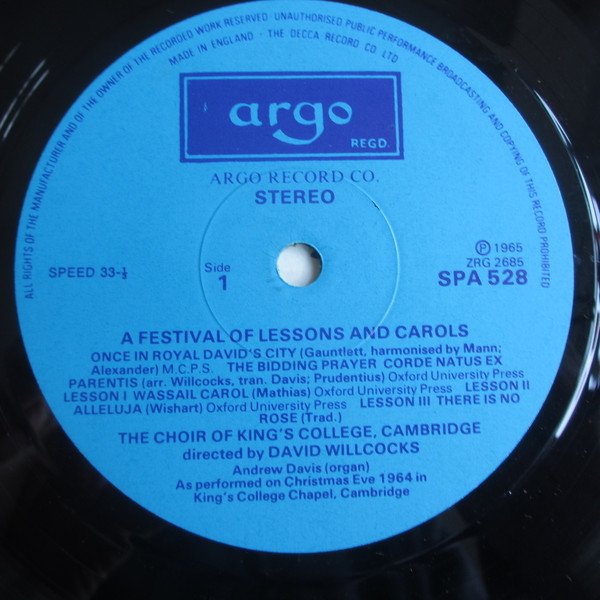 ALL RIGHTS OF THE MANUFACTURER AND OF THE OWNER OF THE RECORDED WORK RESERVED · UNAUTHORISED PUBLIC PERFORMANCE BROADCASTING AND COPYING OF THIS RECORD PROHIBITED
MADE IN ENGLAND · THE DECCA RECORD CO LTD
argo
REGD.
ARGO RECORD CO.
STEREO
SPEED 33-⅓
Side
1
Ⓟ 1965
ZRG 2685
SPA 528
A FESTIVAL OF LESSONS AND CAROLS
ONCE IN ROYAL DAVID'S CITY (Gauntlett, harmonised by Mann;
Alexander) M.C.P.S. THE BIDDING PRAYER CORDE NATUS EX
PARENTIS (arr. Willcocks, tran. Davis; Prudentius) Oxford University Press
LESSON I WASSAIL CAROL (Mathias) Oxford University Press LESSON II
ALLELUJA (Wishart) Oxford University Press LESSON III THERE IS NO
ROSE (Trad.)
THE CHOIR OF KING'S COLLEGE, CAMBRIDGE
directed by DAVID WILLCOCKS
Andrew Davis (organ)
As performed on Christmas Eve 1964 in
King's College Chapel, Cambridge